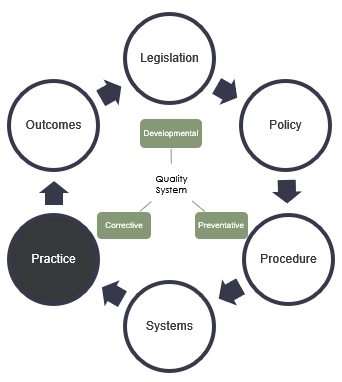 Legislation
Outcomes
Policy
Developmental
Quality
System
Corrective
Preventative
Practice
Procedure
Systems